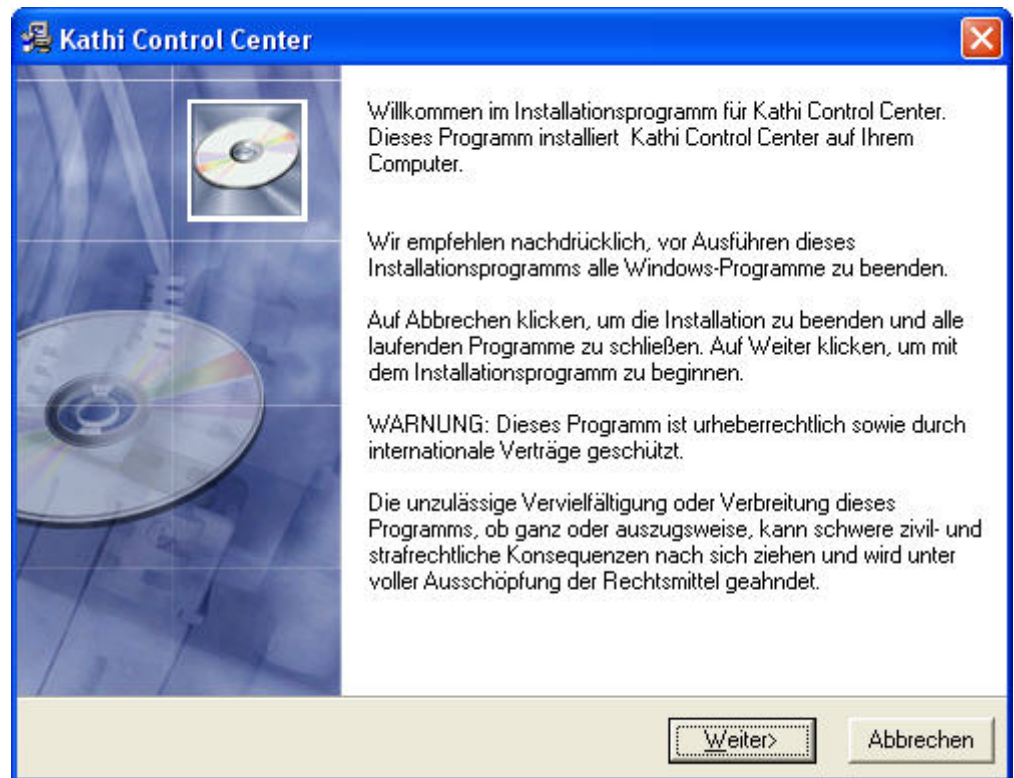 Kathi Control Center
Willkommen im Installationsprogramm für Kathi Control Center.
Dieses Programm installiert  Kathi Control Center auf Ihrem
Computer.
Wir empfehlen nachdrücklich, vor Ausführen dieses
Installationsprogramms alle Windows-Programme zu beenden.
Auf Abbrechen klicken, um die Installation zu beenden und alle
laufenden Programme zu schließen. Auf Weiter klicken, um mit
dem Installationsprogramm zu beginnen.
WARNUNG: Dieses Programm ist urheberrechtlich sowie durch
internationale Verträge geschützt.
Die unzulässige Vervielfältigung oder Verbreitung dieses
Programms, ob ganz oder auszugsweise, kann schwere zivil- und
strafrechtliche Konsequenzen nach sich ziehen und wird unter
voller Ausschöpfung der Rechtsmittel geahndet.
Weiter> Abbrechen